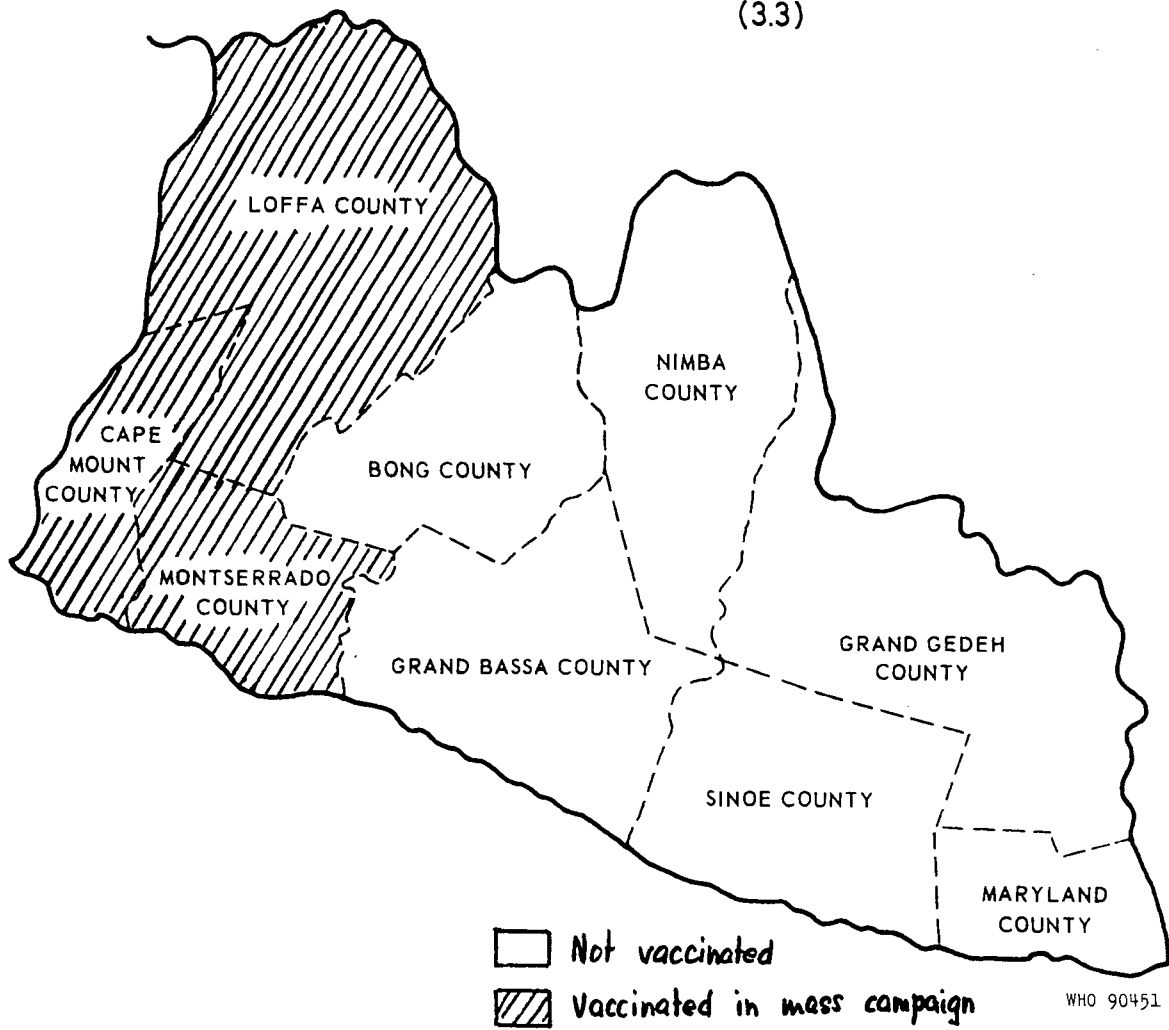 (3.3)
LOFFA COUNTY
NIMBA
COUNTY
CAPE
MOUNT
COUNTY
BONG COUNTY
MONTSERRADO
COUNTY
GRAND BASSA COUNTY
GRAND GEDEH
COUNTY
SINOE COUNTY
MARYLAND
COUNTY
Not vaccinated
Vaccinated in mass campaign
WHO 90451